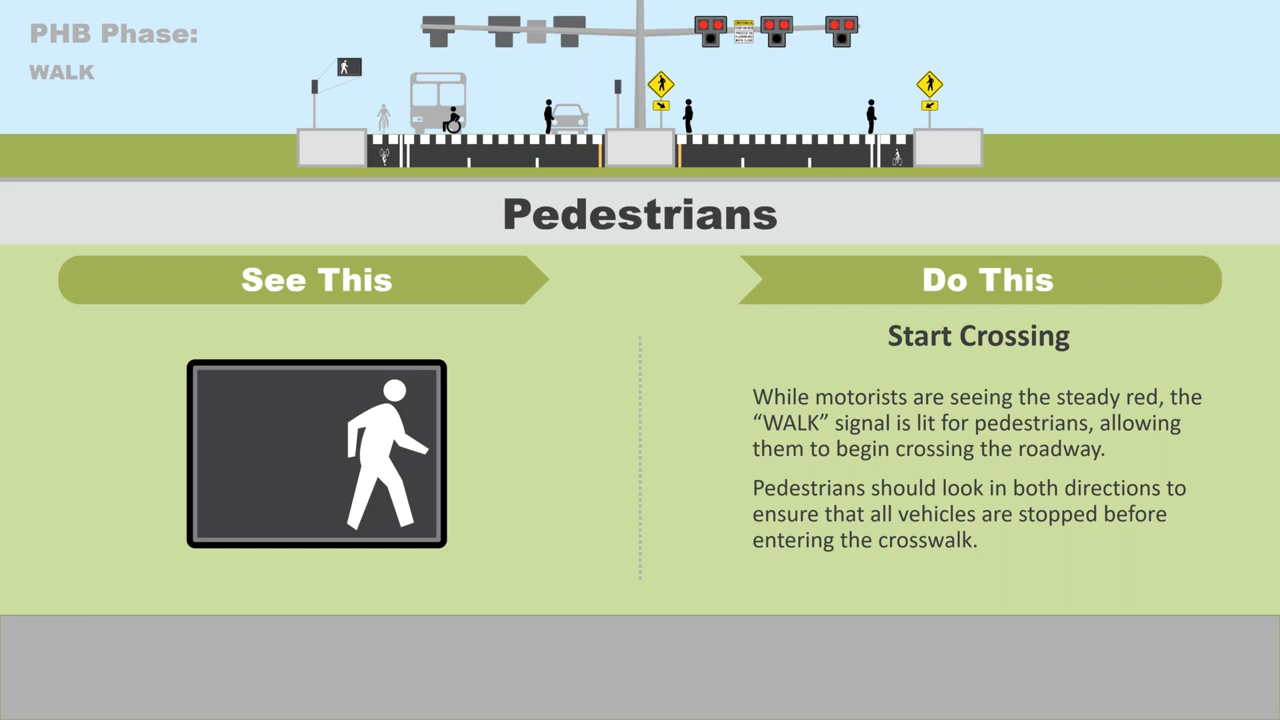 PHB Phase:
WALK
Pedestrians
See This
Do This
Start Crossing
While motorists are seeing the steady red, the
“WALK” signal is lit for pedestrians, allowing
them to begin crossing the roadway.
Pedestrians should look in both directions to
ensure that all vehicles are stopped before
entering the crosswalk.